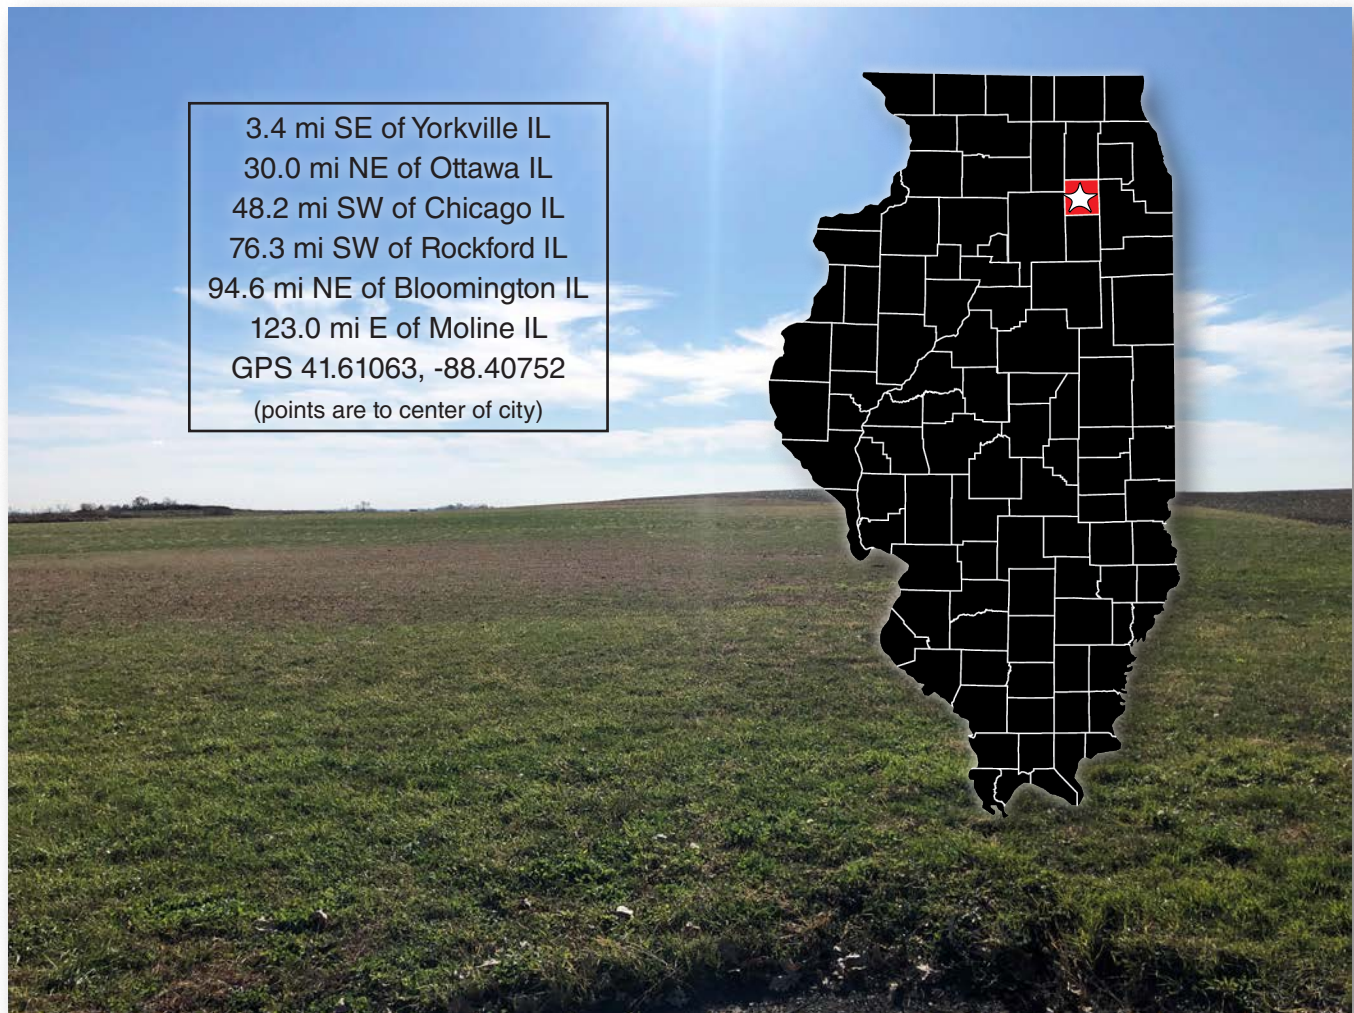 3.4 mi SE of Yorkville IL
30.0 mi NE of Ottawa IL
48.2 mi SW of Chicago IL
76.3 mi SW of Rockford IL
94.6 mi NE of Bloomington IL
123.0 mi E of Moline IL
GPS 41.61063, -88.40752
(points are to center of city)